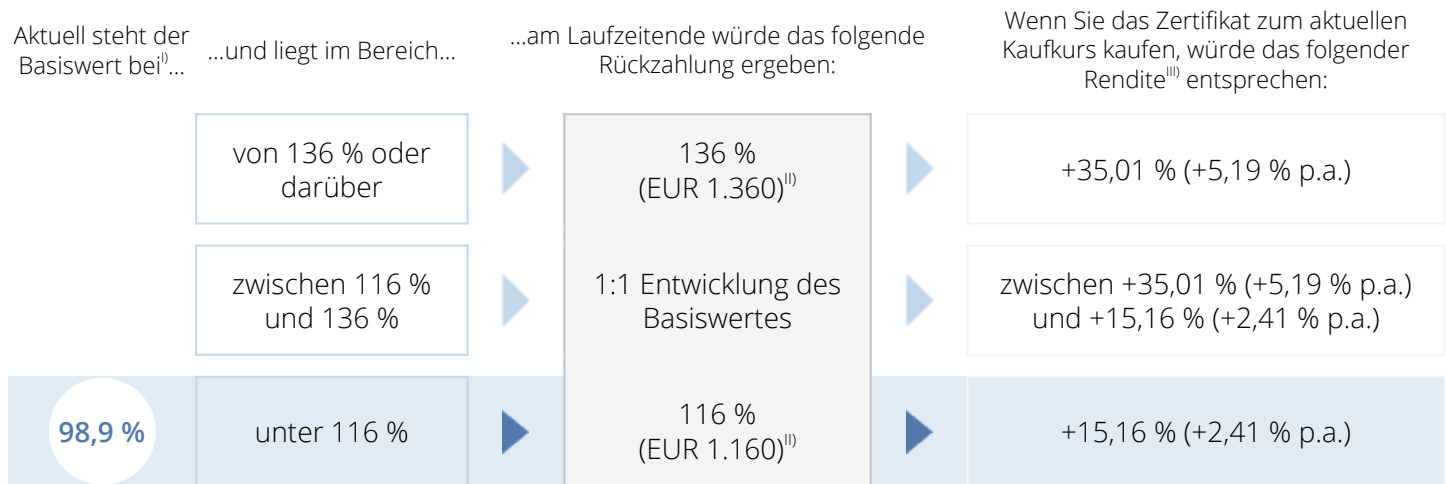 Aktuell steht der
Basiswert bei^I)...
...und liegt im Bereich...
...am Laufzeitende würde das folgende
Rückzahlung ergeben:
Wenn Sie das Zertifikat zum aktuellen
Kaufkurs kaufen, würde das folgender
Rendite^III) entsprechen:
von 136 % oder
darüber
136 %
(EUR 1.360)^II)
+35,01 % (+5,19 % p.a.)
zwischen 116 %
und 136 %
1:1 Entwicklung des
Basiswertes
zwischen +35,01 % (+5,19 % p.a.)
und +15,16 % (+2,41 % p.a.)
98,9 %
unter 116 %
116 %
(EUR 1.160)^II)
+15,16 % (+2,41 % p.a.)